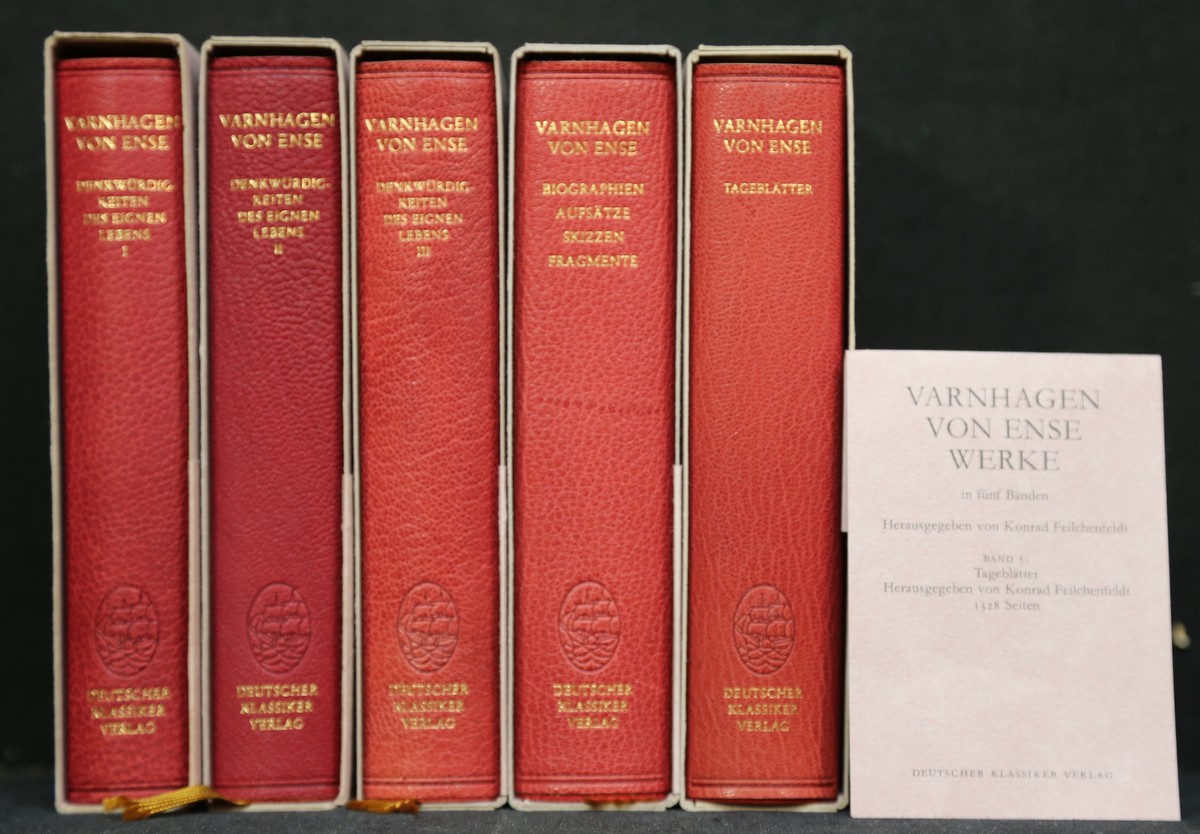 VARNHAGEN
VON ENSE
DENKWÜRDIG-
KEITEN
DES EIGNEN
LEBENS
I
DEUTSCHER
KLASSIKER
VERLAG
VARNHAGEN
VON ENSE
DENKWÜRDIG-
KEITEN
DES EIGNEN
LEBENS
II
DEUTSCHER
KLASSIKER
VERLAG
VARNHAGEN
VON ENSE
DENKWÜRDIG-
KEITEN
DES EIGNEN
LEBENS
III
DEUTSCHER
KLASSIKER
VERLAG
VARNHAGEN
VON ENSE
BIOGRAPHIEN
AUFSÄTZE
SKIZZEN
FRAGMENTE
DEUTSCHER
KLASSIKER
VERLAG
VARNHAGEN
VON ENSE
TAGEBLÄTTER
DEUTSCHER
KLASSIKER
VERLAG
VARNHAGEN
VON ENSE
WERKE
in fünf Bänden
Herausgegeben von Konrad Feilchenfeldt
BAND 5:
Tageblätter
Herausgegeben von Konrad Feilchenfeldt
1328 Seiten
DEUTSCHER KLASSIKER VERLAG